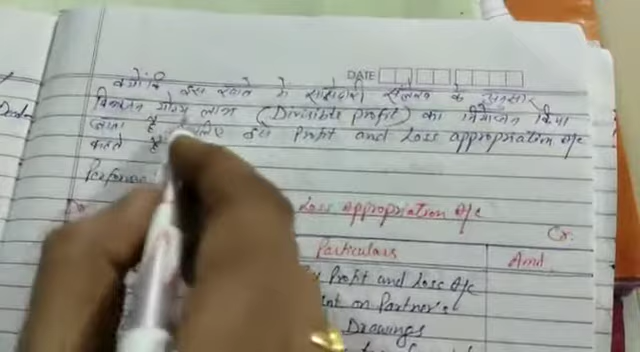 DATE
क्योंकि इस खाते में साझेदारी संलेख के अनुसार
विभाजन योग्य लाभ (Divisible profit) का विभाजन किया
जाता है इसलिए इसे Profit and Loss appropriation A/c
कहते है
Loss appropriation A/c
Cr.
Particulars
Amt.
Profit and Loss A/c
on Partner's
Drawings